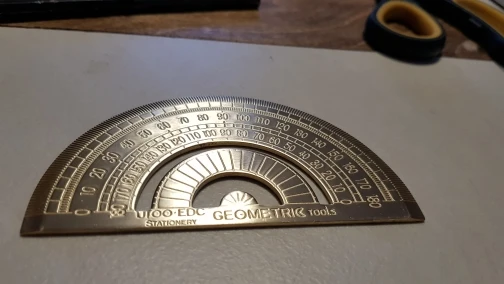 0 10 20 30 40 50 60 70 80 90 100 110 120 130 140 150 160 170 180
180 170 160 150 140 130 120 110 100 90 80 70 60 50 40 30 20 10 0
UOO·EDC GEOMETRIC TOOLS
STATIONERY